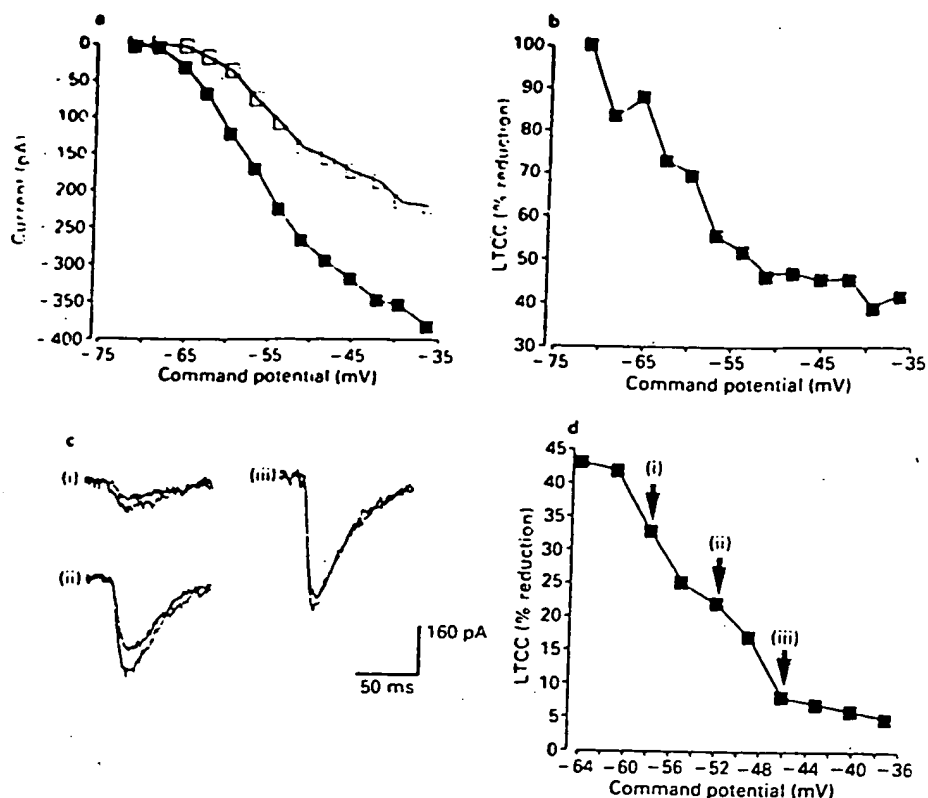 a
0
-50
100
150
200
250
- 300
- 350
- 400
-75
-65
-55
-45
-35
Command potential (mV)
b
LTCC (% reduction)
100
90
80
70
60
50
40
30
-75
-65
-55
-45
-35
Command potential (mV)
c
(i)
(ii)
(iii)
160 pA
50 ms
d
LTCC (% reduction)
45
40
35
30
25
20
15
10
5
0
(i)
(ii)
(iii)
-64 -60 -56 -52 -48 -44 -40 -36
Command potential (mV)